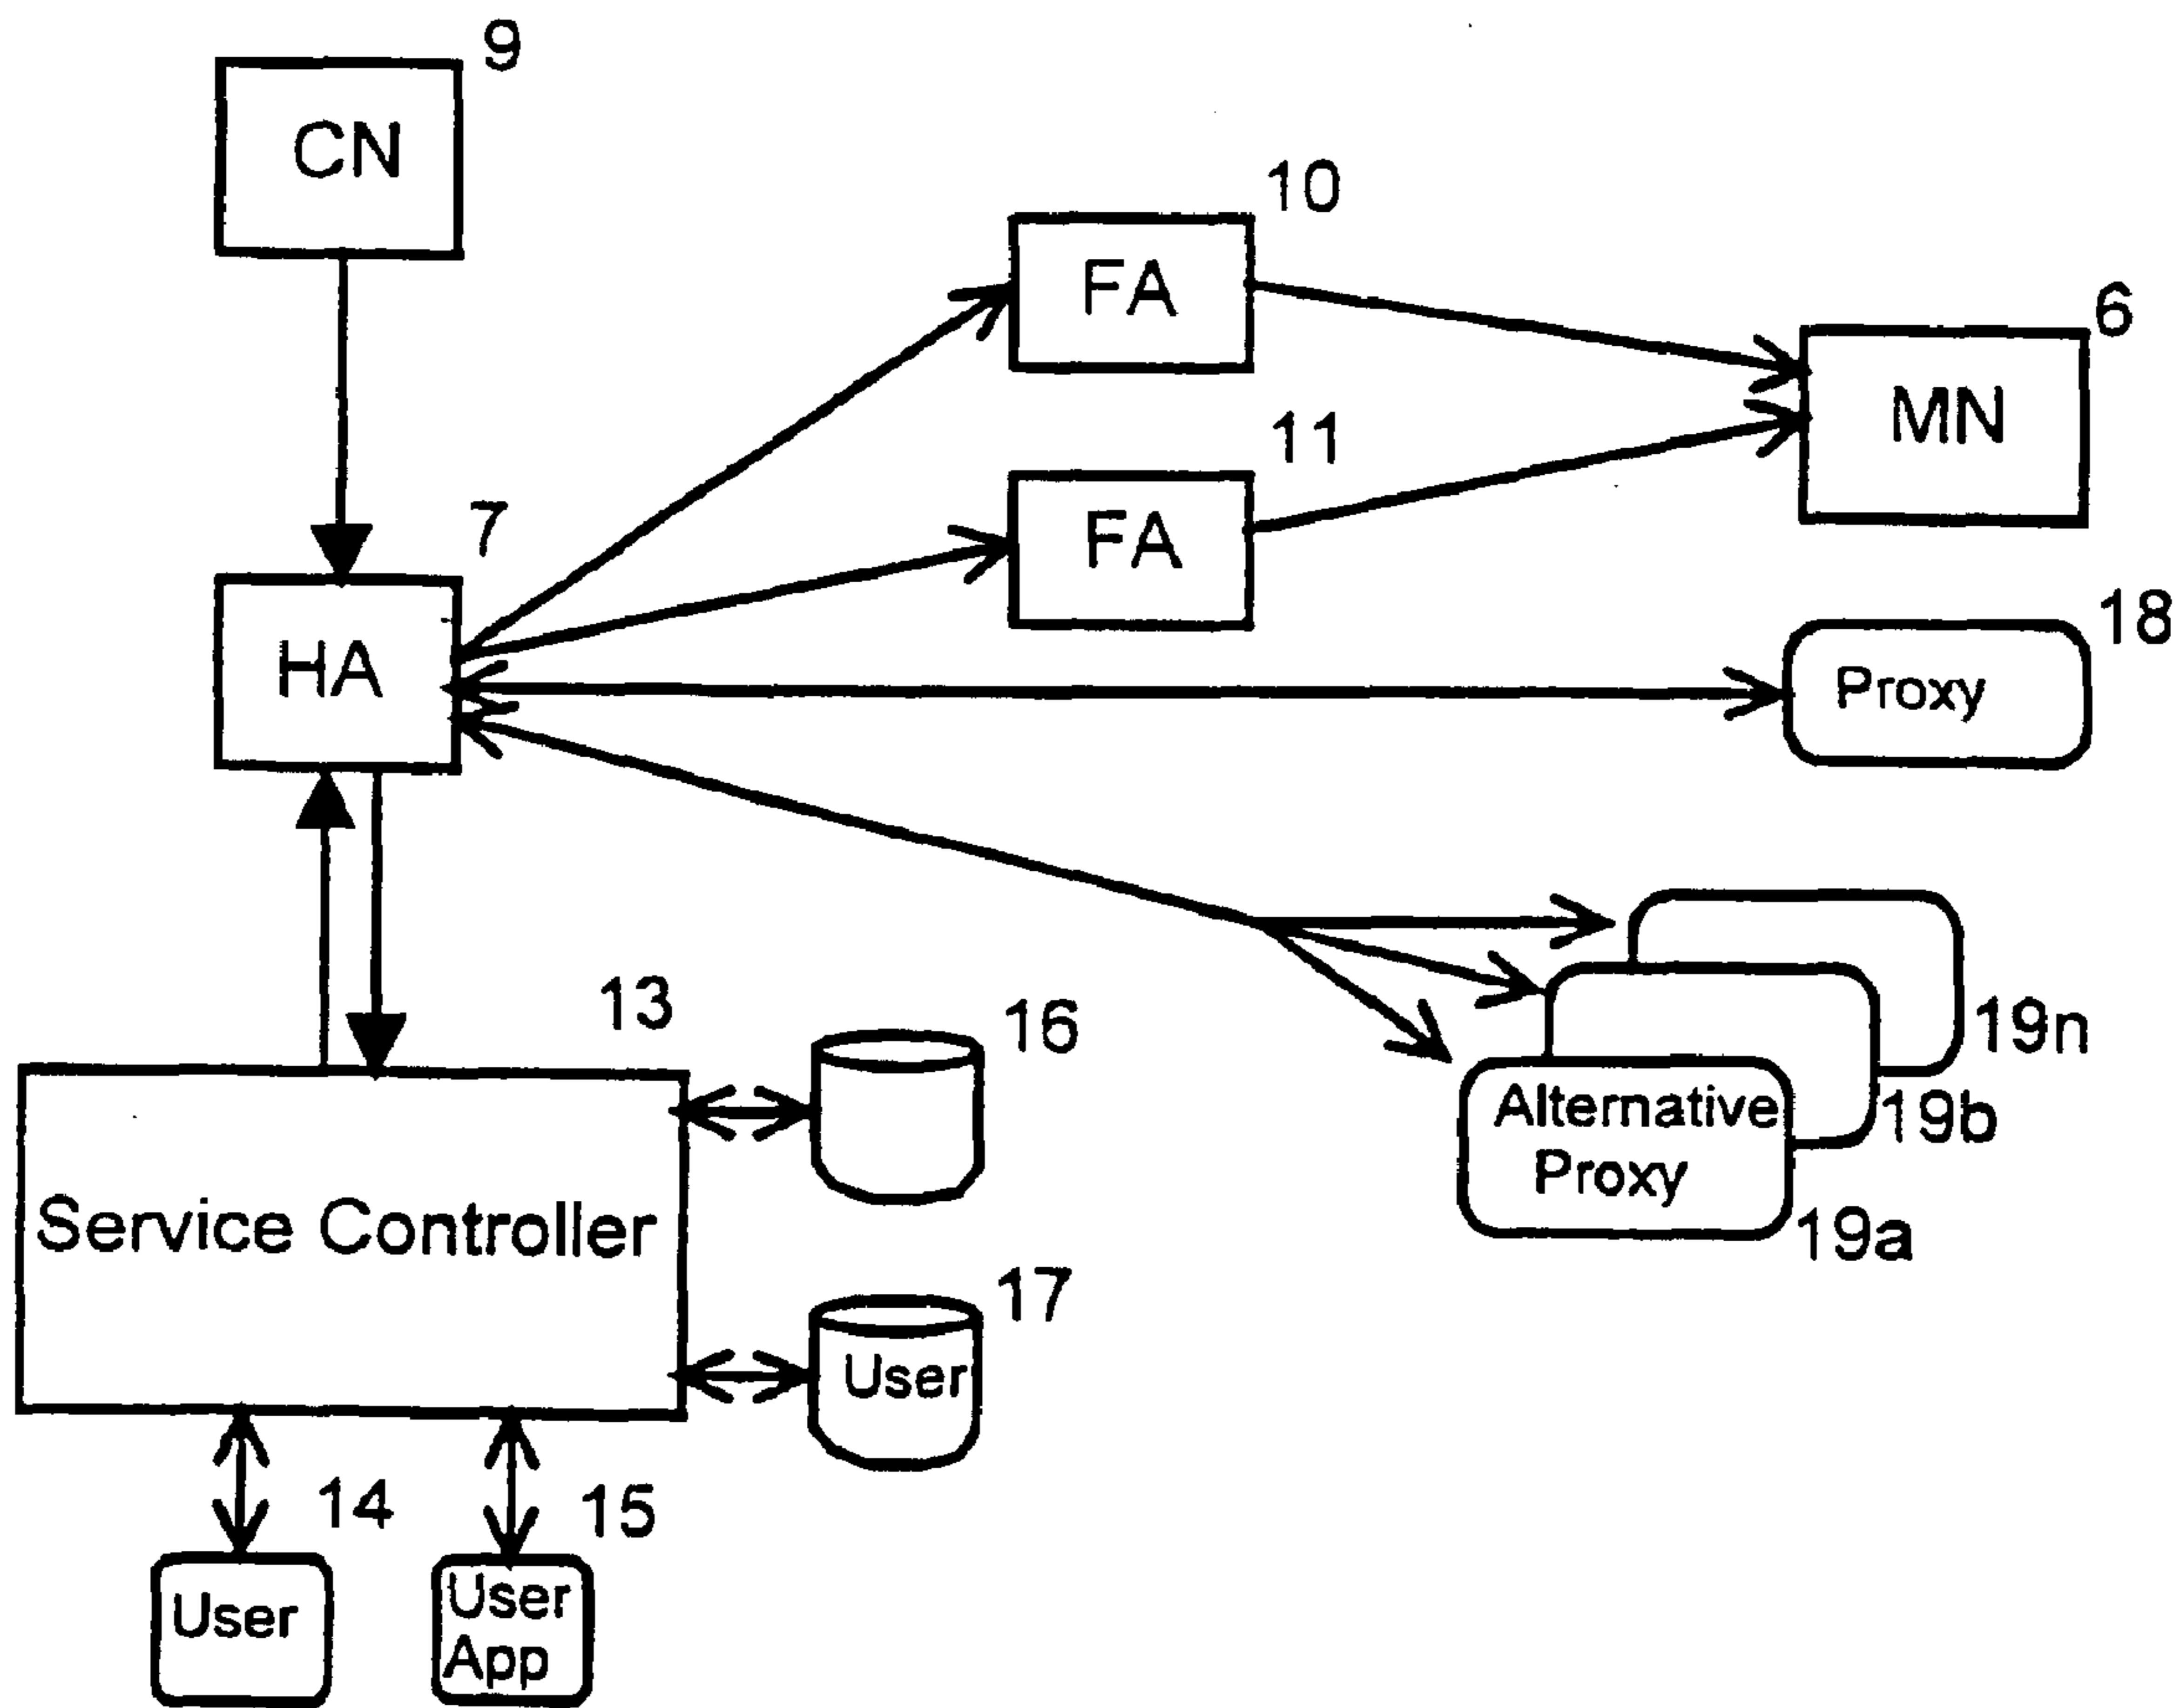 9
CN
10
FA
6
MN
11
FA
7
HA
18
Proxy
13
16
19n
19b
Alternative
Proxy
19a
Service Controller
17
User
14
15
User
User
App